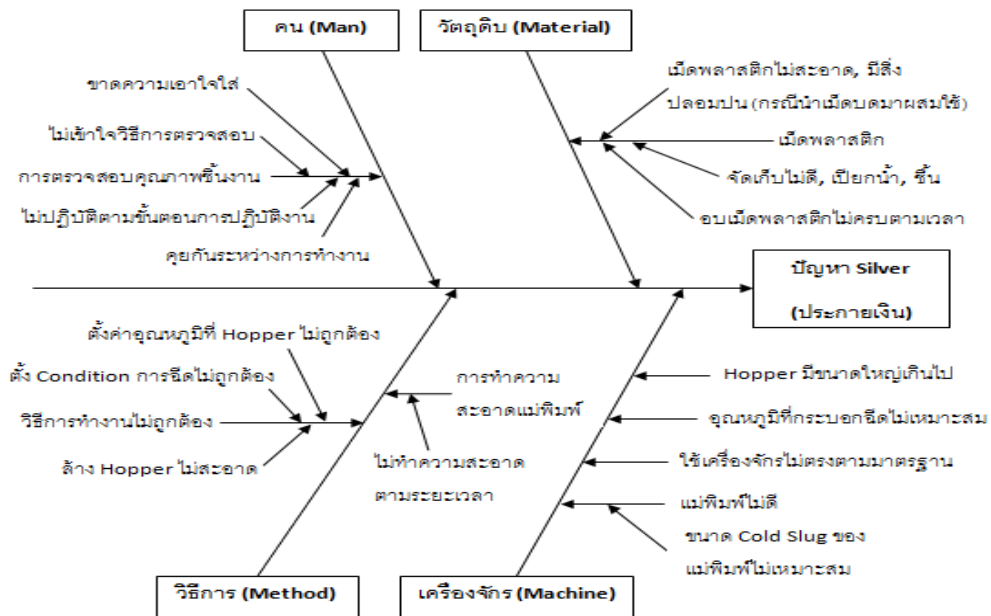 คน (Man)
วัตถุดิบ (Material)
ขาดความเอาใจใส่
ไม่เข้าใจวิธีการตรวจสอบ
การตรวจสอบคุณภาพชิ้นงาน
ไม่ปฏิบัติตามขั้นตอนการปฏิบัติงาน
คุยกันระหว่างการทำงาน
เม็ดพลาสติกไม่สะอาด, มีสิ่ง
ปลอมปน (กรณีนำเม็ดบดมาผสมใช้)
เม็ดพลาสติก
จัดเก็บไม่ดี, เปียกน้ำ, ชื้น
อบเม็ดพลาสติกไม่ครบตามเวลา
ปัญหา Silver
(ประกายเงิน)
ตั้งค่าอุณหภูมิที่ Hopper ไม่ถูกต้อง
ตั้ง Condition การฉีดไม่ถูกต้อง
วิธีการทำงานไม่ถูกต้อง
ล้าง Hopper ไม่สะอาด
การทำความ
สะอาดแม่พิมพ์
ไม่ทำความสะอาด
ตามระยะเวลา
Hopper มีขนาดใหญ่เกินไป
อุณหภูมิที่กระบอกฉีดไม่เหมาะสม
ใช้เครื่องจักรไม่ตรงตามมาตรฐาน
แม่พิมพ์ไม่ดี
ขนาด Cold Slug ของ
แม่พิมพ์ไม่เหมาะสม
วิธีการ (Method)
เครื่องจักร (Machine)